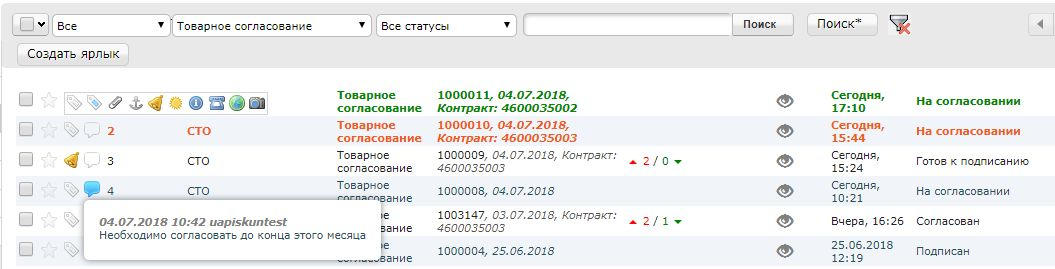 Все Товарное согласование Все статусы Поиск Поиск*
Создать ярлык
Товарное согласование 1000011, 04.07.2018, Контракт: 4600035002 Сегодня, 17:10 На согласовании
2 СТО Товарное согласование 1000010, 04.07.2018, Контракт: 4600035003 Сегодня, 15:44 На согласовании
3 СТО Товарное согласование 1000009, 04.07.2018, Контракт: 4600035003 2 / 0 Сегодня, 15:24 Готов к подписанию
4 СТО Товарное согласование 1000008, 04.07.2018 Сегодня, 10:21 На согласовании
04.07.2018 10:42 uapiskuntest
Необходимо согласовать до конца этого месяца
1003147, 03.07.2018, Контракт: 4600035003 2 / 1 Вчера, 16:26 Согласован
согласование 1000004, 25.06.2018 25.06.2018 12:19 Подписан